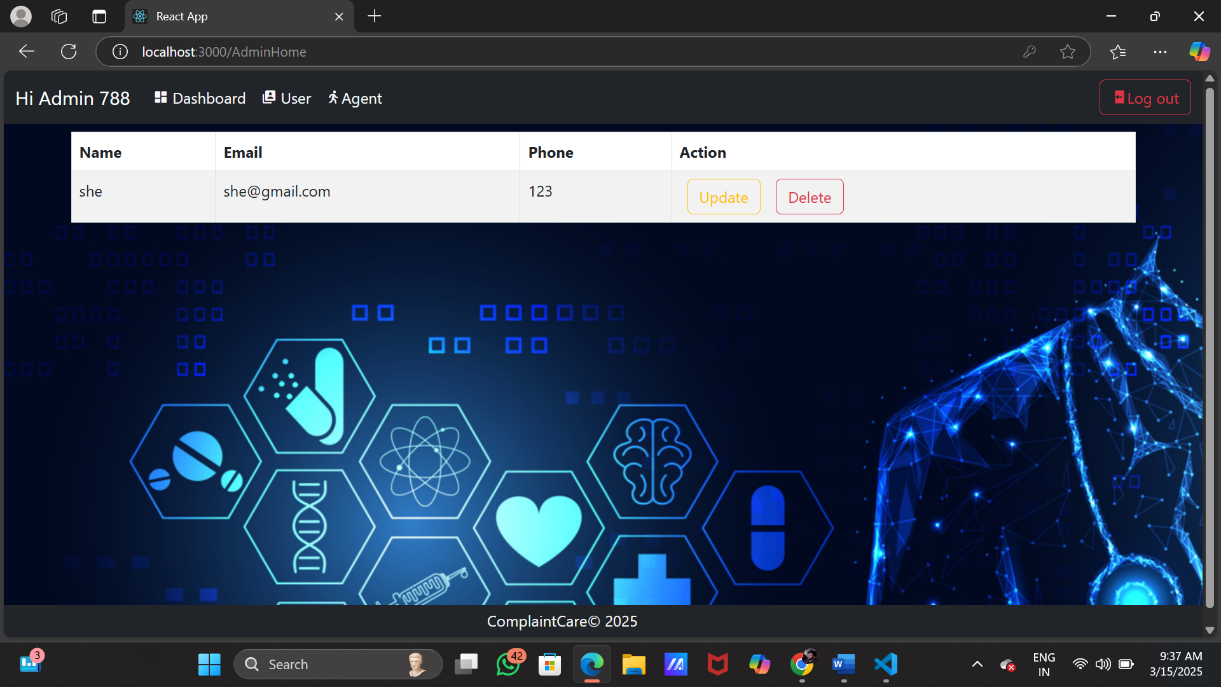 React App
localhost:3000/AdminHome
Hi Admin 788 Dashboard User Agent Log out
Name Email Phone Action
she she@gmail.com 123 Update Delete
ComplaintCare© 2025
3 Search 42 ENG 9:37 AM
IN 3/15/2025